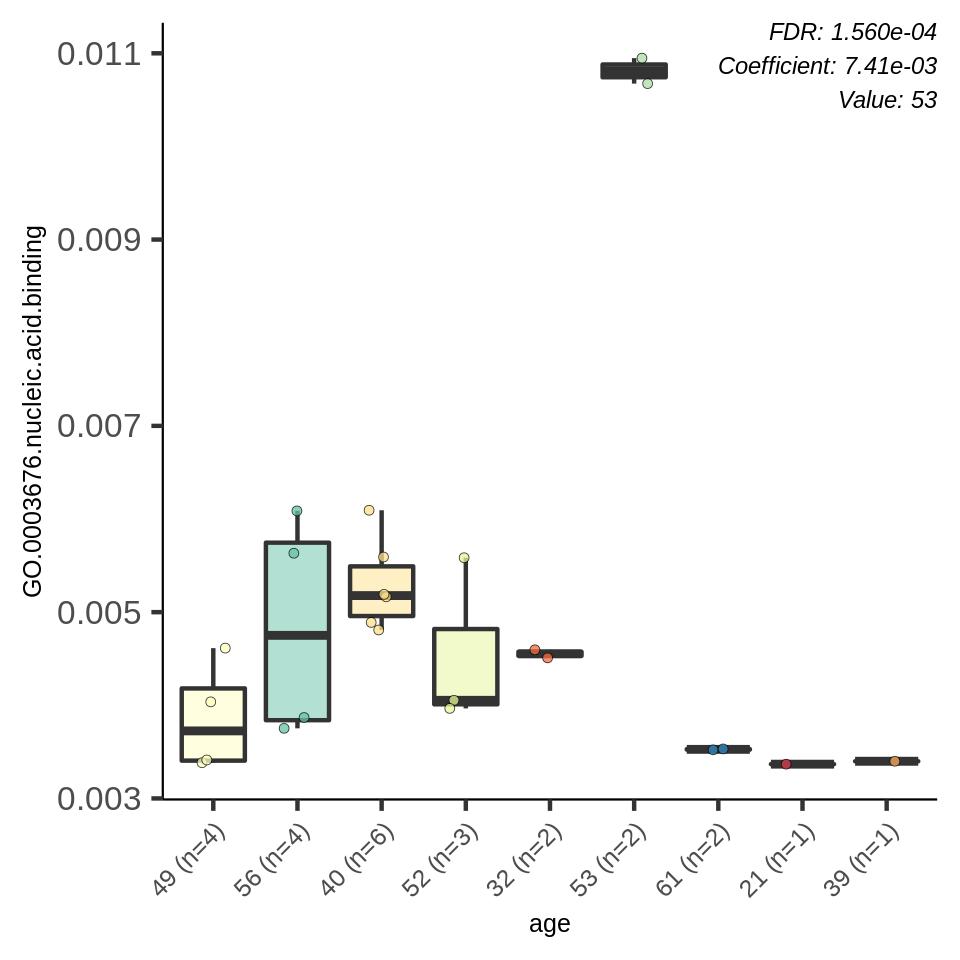 FDR: 1.560e-04
Coefficient: 7.41e-03
Value: 53
GO.0003676.nucleic.acid.binding
0.011
0.009
0.007
0.005
0.003
49 (n=4)
56 (n=4)
40 (n=6)
52 (n=3)
32 (n=2)
53 (n=2)
61 (n=2)
21 (n=1)
39 (n=1)
age